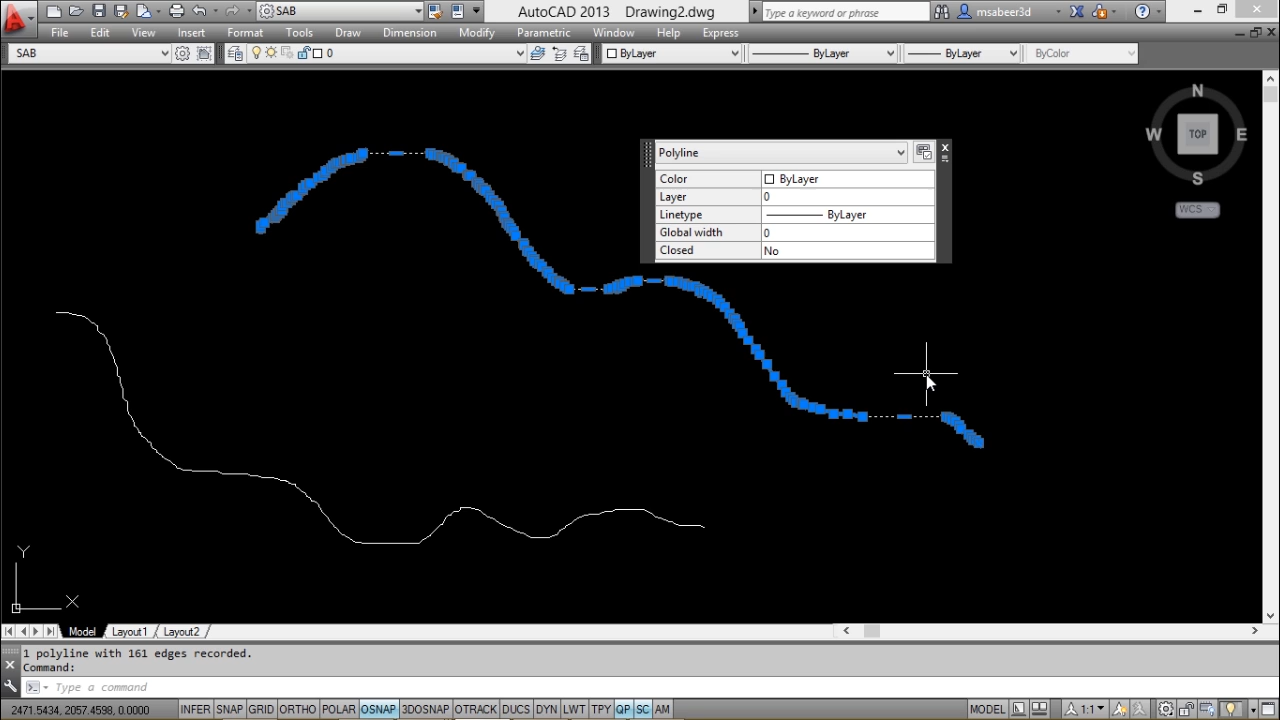 SAB AutoCAD 2013 Drawing2.dwg Type a keyword or phrase msabeer3d
File Edit View Insert Format Tools Draw Dimension Modify Parametric Window Help Express
SAB 0 ByLayer ByLayer ByLayer ByColor
N
W TOP E
S
WCS
Polyline
Color ByLayer
Layer 0
Linetype ByLayer
Global width 0
Closed No
Y
X
Model Layout1 Layout2
1 polyline with 161 edges recorded.
Command:
Type a command
2471.5434, 2057.4598, 0.0000 INFER SNAP GRID ORTHO POLAR OSNAP 3DOSNAP OTRACK DUCS DYN LWT TPY QP SC AM MODEL 1:1